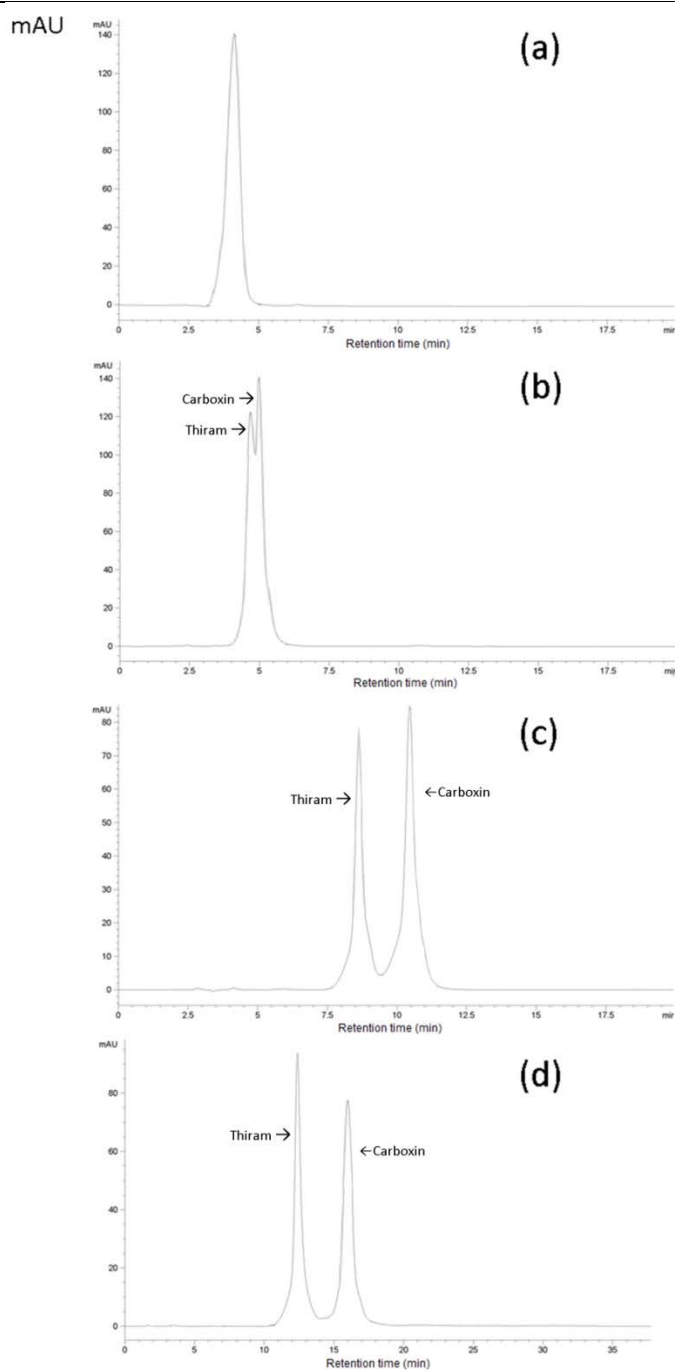 mAU
mAU
(a)
140
120
100
80
60
40
20
0
0 2.5 5 7.5 10 12.5 15 17.5
Retention time (min)
mAU
(b)
140
Carboxin →
120
Thiram →
100
80
60
40
20
0
0 2.5 5 7.5 10 12.5 15 17.5
Retention time (min)
mAU
(c)
80
70
60
Thiram →
←Carboxin
50
40
30
20
10
0
0 2.5 5 7.5 10 12.5 15 17.5
Retention time (min)
mAU
(d)
80
Thiram →
60
←Carboxin
40
20
0
0 5 10 15 20 25 30 35
Retention time (min)